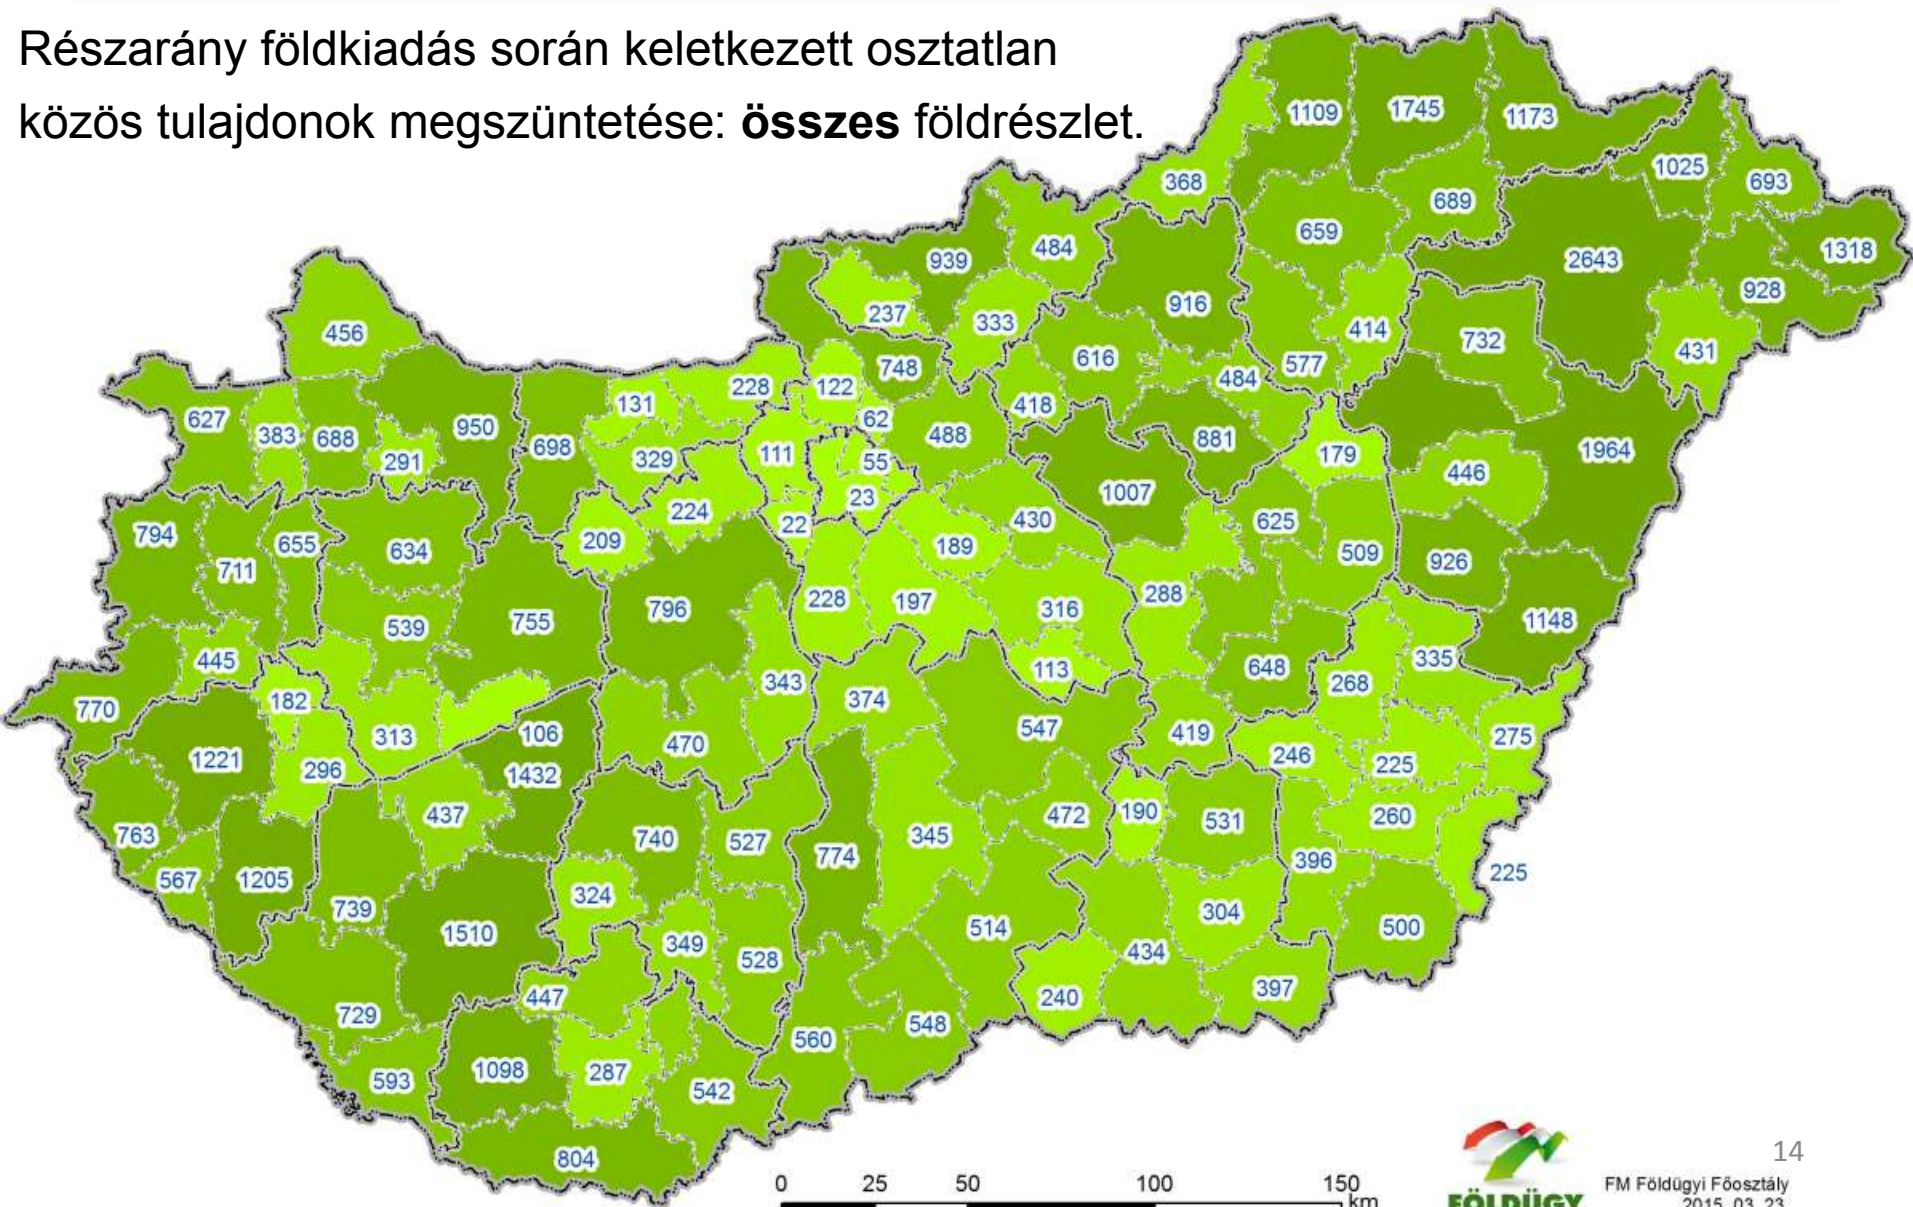 Részarány földkiadás során keletkezett osztatlan
közös tulajdonok megszüntetése: összes földrészlet.
1109 1745 1173
1025 693
368 689
659
939 484 2643 1318
928
237 333 916 414 732
456 616 577 431
748 484
228 122
131 418
627 383 688 950 62 488 881
698 1964
291 329 111 55 179 446
23 1007
224 22 430 625
794 655 209 189 509
711 634 926
288
228 197 316
539 755 796 1148
445 335
113 648
182 343 374 268
770
106 547 419 275
313 470
1221 296 1432 246 225
437 472 190 531 260
763 740 527 345
774 396
567 1205 324 225
739 304
1510 349 514 500
528 434
447 240 397
729 548
560
593 1098 287
542
804
0 25 50 100 150
km
14
FÖLDÜGY
FM Földügyi Főosztály
2015. 03. 23.